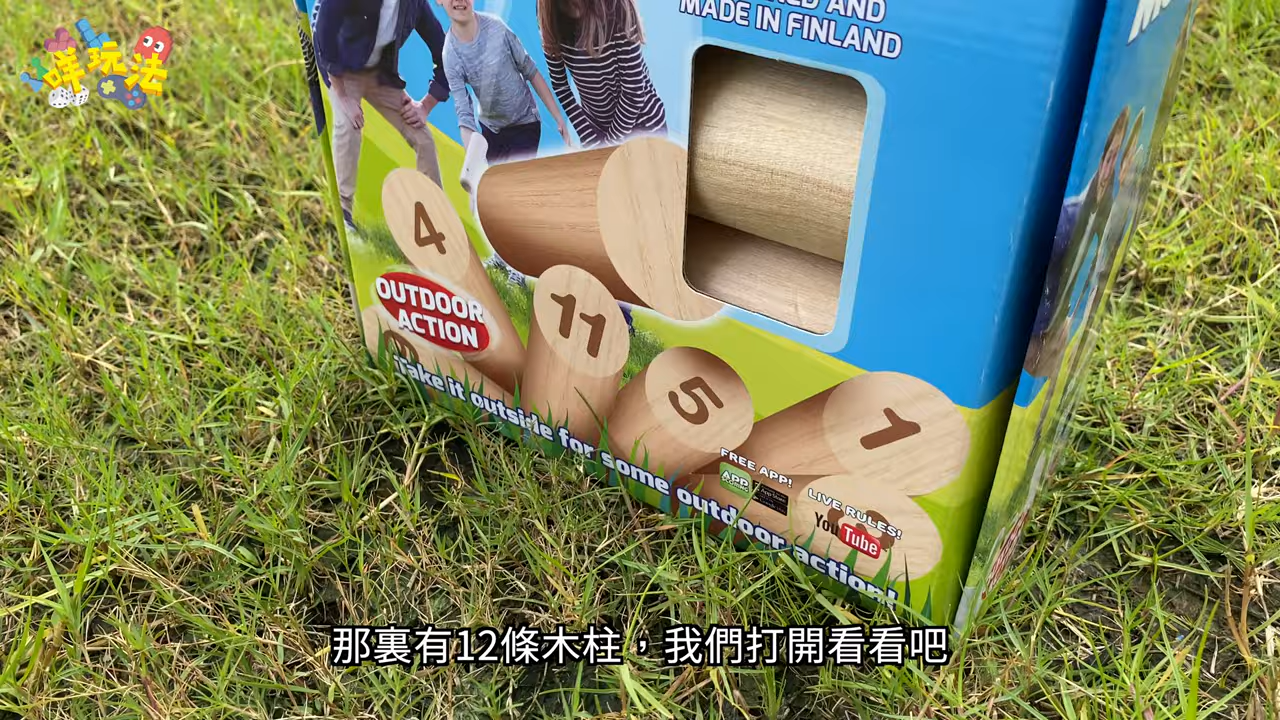 咩玩法
AND
MADE IN FINLAND
4
OUTDOOR
ACTION
11
5
1
Take it outside for some outdoor action!
FREE APP!
APP
LIVE RULES!
YouTube
那裏有12條木柱，我們打開看看吧